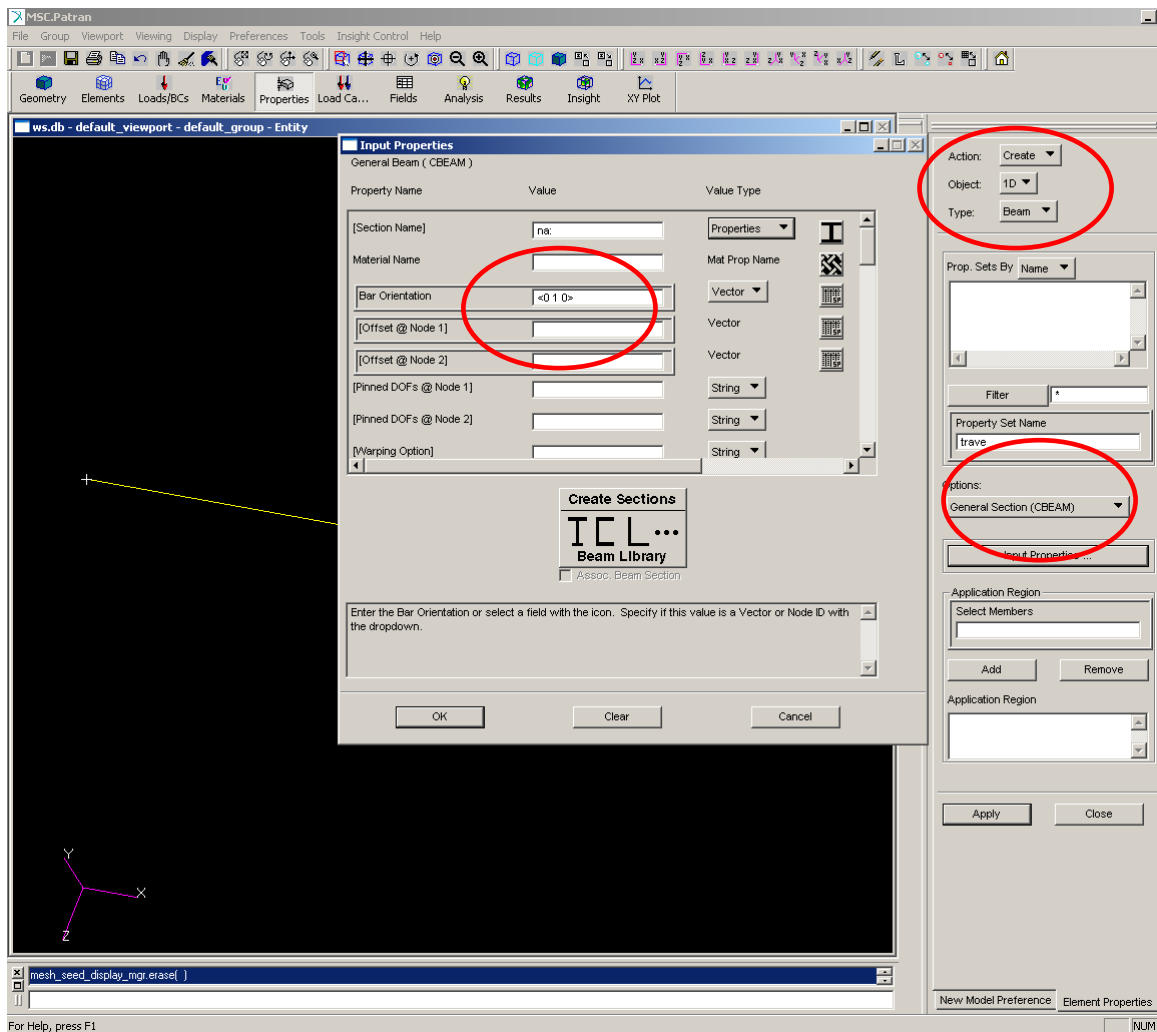 MSC.Patran
File Group Viewport Viewing Display Preferences Tools Insight Control Help
Geometry Elements Loads/BCs Materials Properties Load Ca... Fields Analysis Results Insight XY Plot
ws.db - default_viewport - default_group - Entity
Input Properties
General Beam ( CBEAM )
Property Name Value Value Type
[Section Name] na: Properties
Material Name Mat Prop Name
Bar Orientation <0 1 0> Vector
[Offset @ Node 1] Vector
[Offset @ Node 2] Vector
[Pinned DOFs @ Node 1] String
[Pinned DOFs @ Node 2] String
[Warping Option] String
Create Sections
Beam Library
Assoc. Beam Section
Enter the Bar Orientation or select a field with the icon. Specify if this value is a Vector or Node ID with
the dropdown.
OK Clear Cancel
Y
X
Z
Action: Create
Object: 1D
Type: Beam
Prop. Sets By Name
Filter *
Property Set Name
trave
Options:
General Section (CBEAM)
Input Properties ...
Application Region
Select Members
Add Remove
Application Region
Apply Close
mesh_seed_display_mgr.erase( )
New Model Preference Element Properties
For Help, press F1 NUM